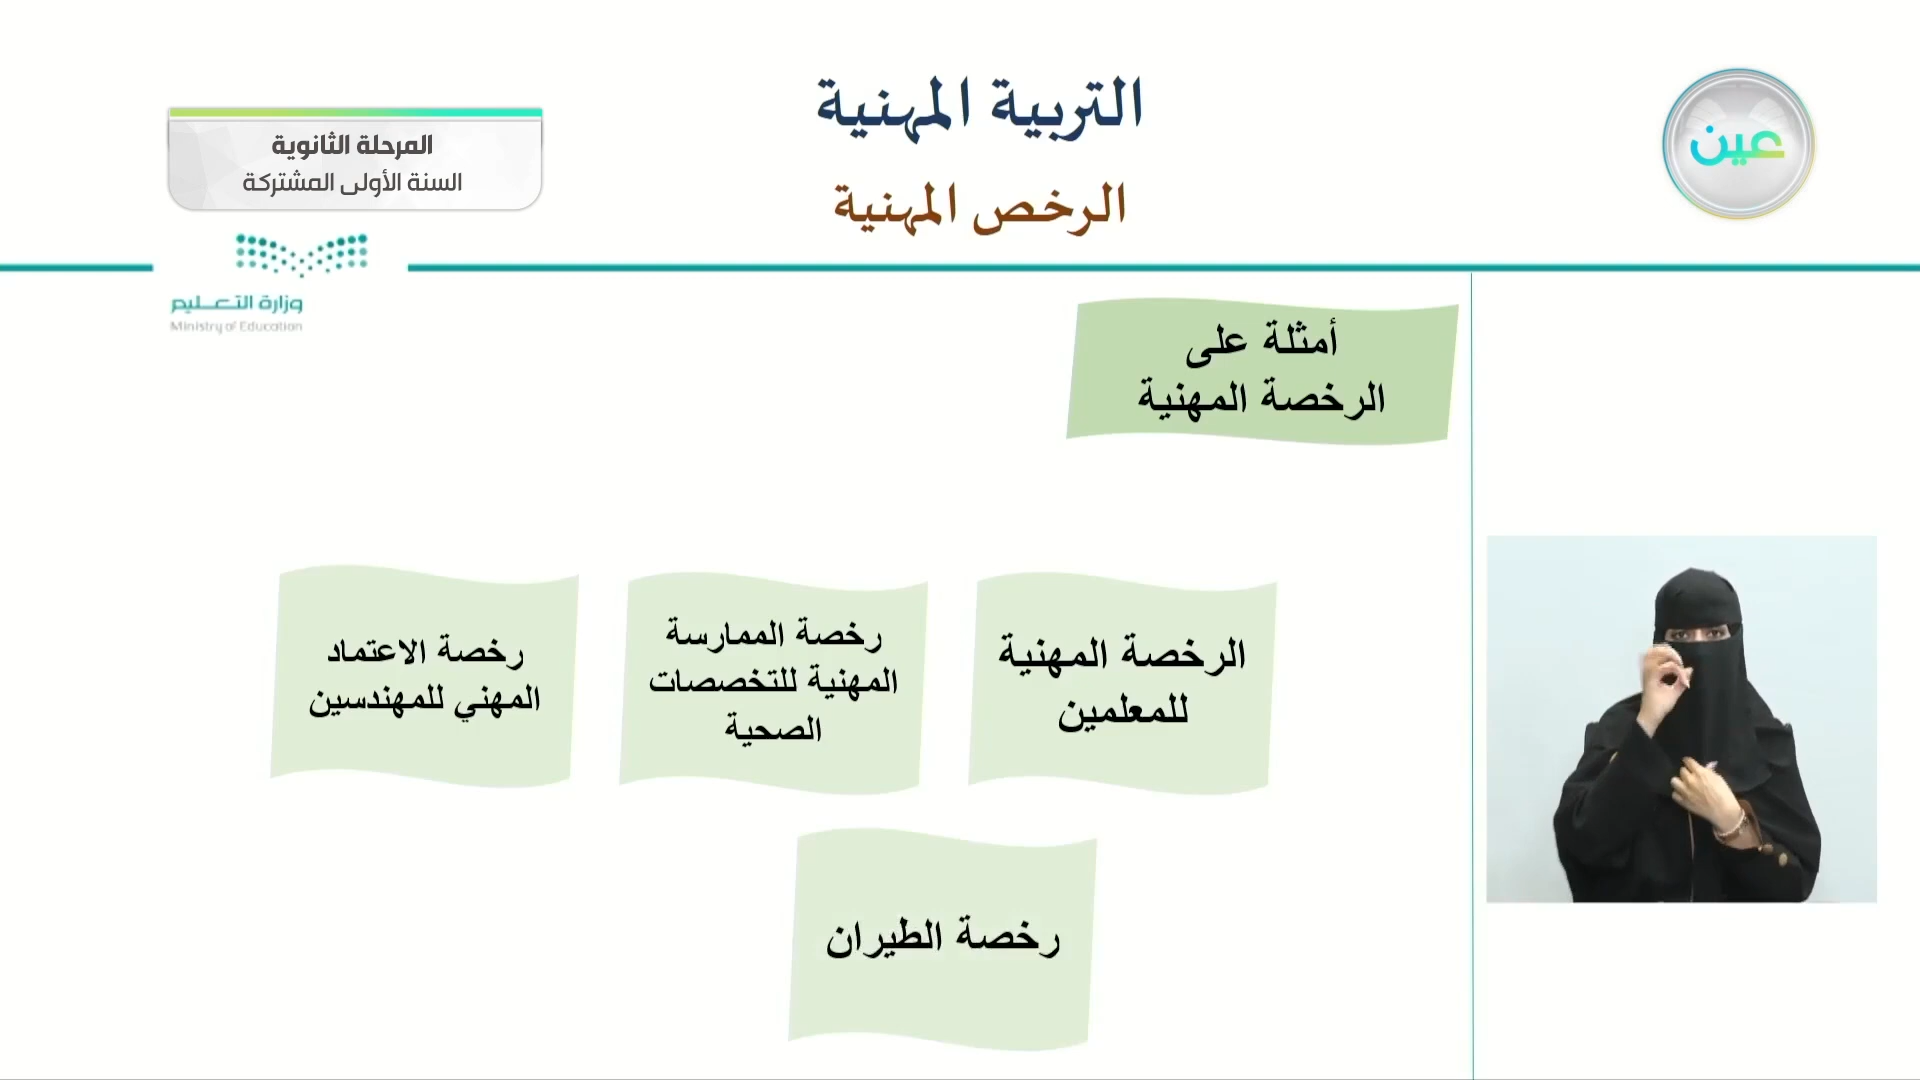 التربية المهنية
الرخص المهنية
عين
المرحلة الثانوية
السنة الأولى المشتركة
وزارة التعليم
Ministry of Education
أمثلة على
الرخصة المهنية
الرخصة المهنية
للمعلمين
رخصة الممارسة
المهنية للتخصصات
الصحية
رخصة الاعتماد
المهني للمهندسين
رخصة الطيران